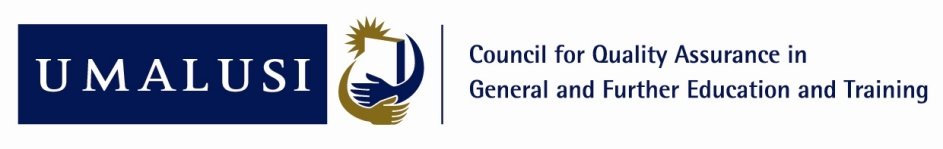 UMALUSI
Council for Quality Assurance in
General and Further Education and Training